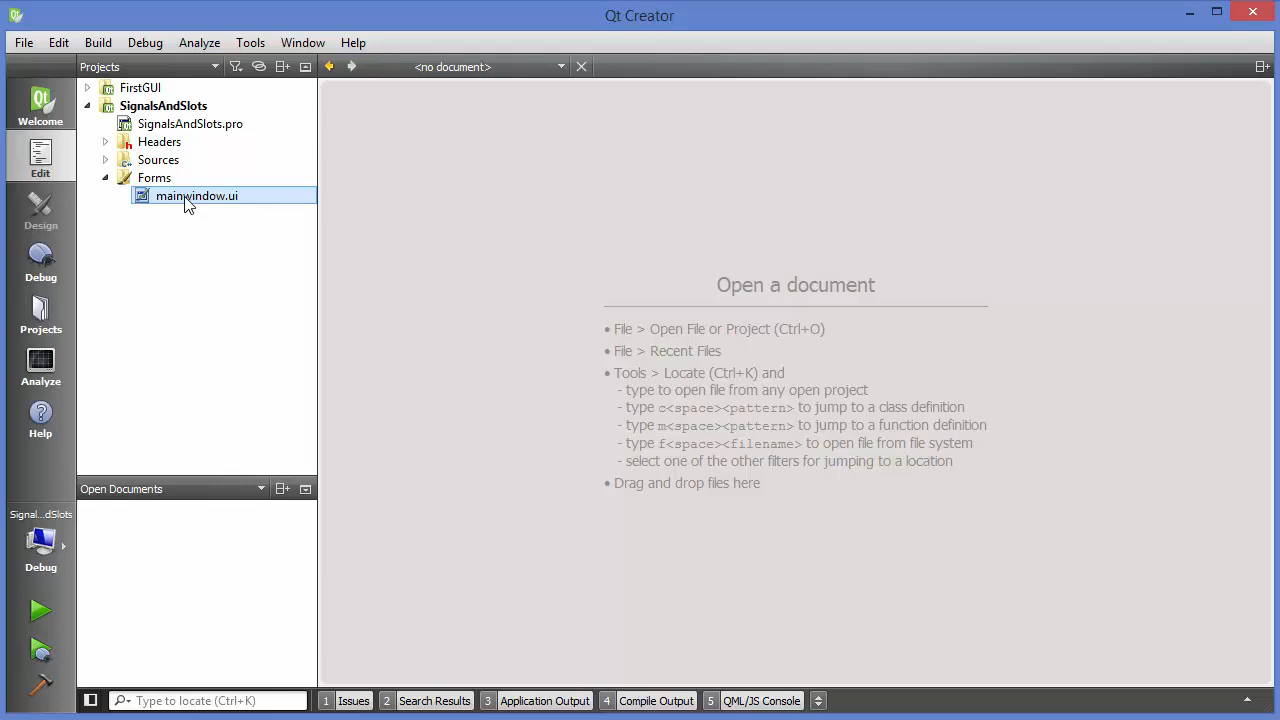 Qt Creator
File Edit Build Debug Analyze Tools Window Help
Projects
<no document>
Welcome
Edit
Design
Debug
Projects
Analyze
Help
FirstGUI
SignalsAndSlots
SignalsAndSlots.pro
Headers
Sources
Forms
mainwindow.ui
Open a document
• File > Open File or Project (Ctrl+O)
• File > Recent Files
• Tools > Locate (Ctrl+K) and
- type to open file from any open project
- type c<space><pattern> to jump to a class definition
- type m<space><pattern> to jump to a function definition
- type f<space><filename> to open file from file system
- select one of the other filters for jumping to a location
• Drag and drop files here
Open Documents
Signal...dSlots
Debug
Type to locate (Ctrl+K)
1 Issues 2 Search Results 3 Application Output 4 Compile Output 5 QML/JS Console